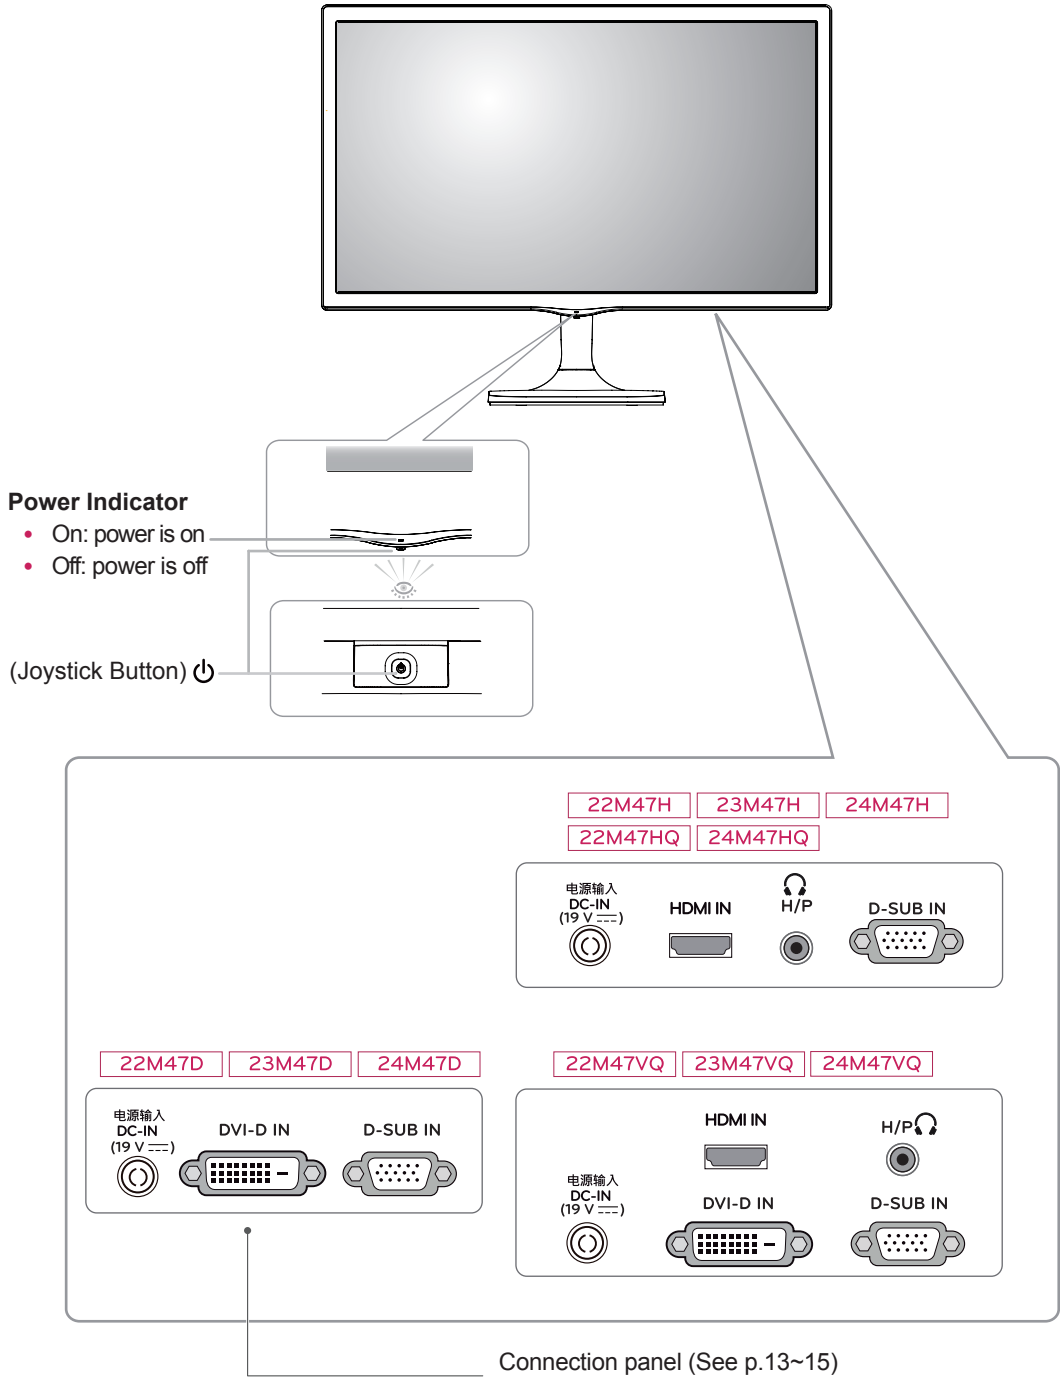 Power Indicator
• On: power is on
• Off: power is off
(Joystick Button)
22M47H 23M47H 24M47H
22M47HQ 24M47HQ
电源输入
DC-IN
(19 V ⎓)
HDMI IN
H/P
D-SUB IN
22M47D 23M47D 24M47D
电源输入
DC-IN
(19 V ⎓)
DVI-D IN
D-SUB IN
22M47VQ 23M47VQ 24M47VQ
HDMI IN
H/P
电源输入
DC-IN
(19 V ⎓)
DVI-D IN
D-SUB IN
Connection panel (See p.13~15)